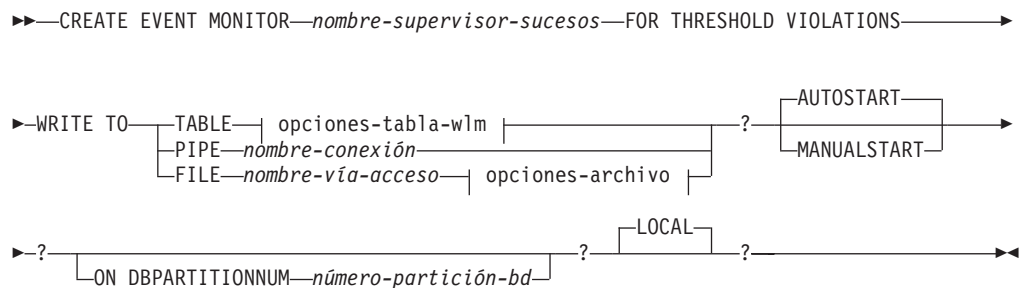 CREATE EVENT MONITOR nombre-supervisor-sucesos FOR THRESHOLD VIOLATIONS
WRITE TO TABLE opciones-tabla-wlm ? AUTOSTART
PIPE nombre-conexión MANUALSTART
FILE nombre-vía-acceso opciones-archivo
? ? LOCAL ?
ON DBPARTITIONNUM número-partición-bd